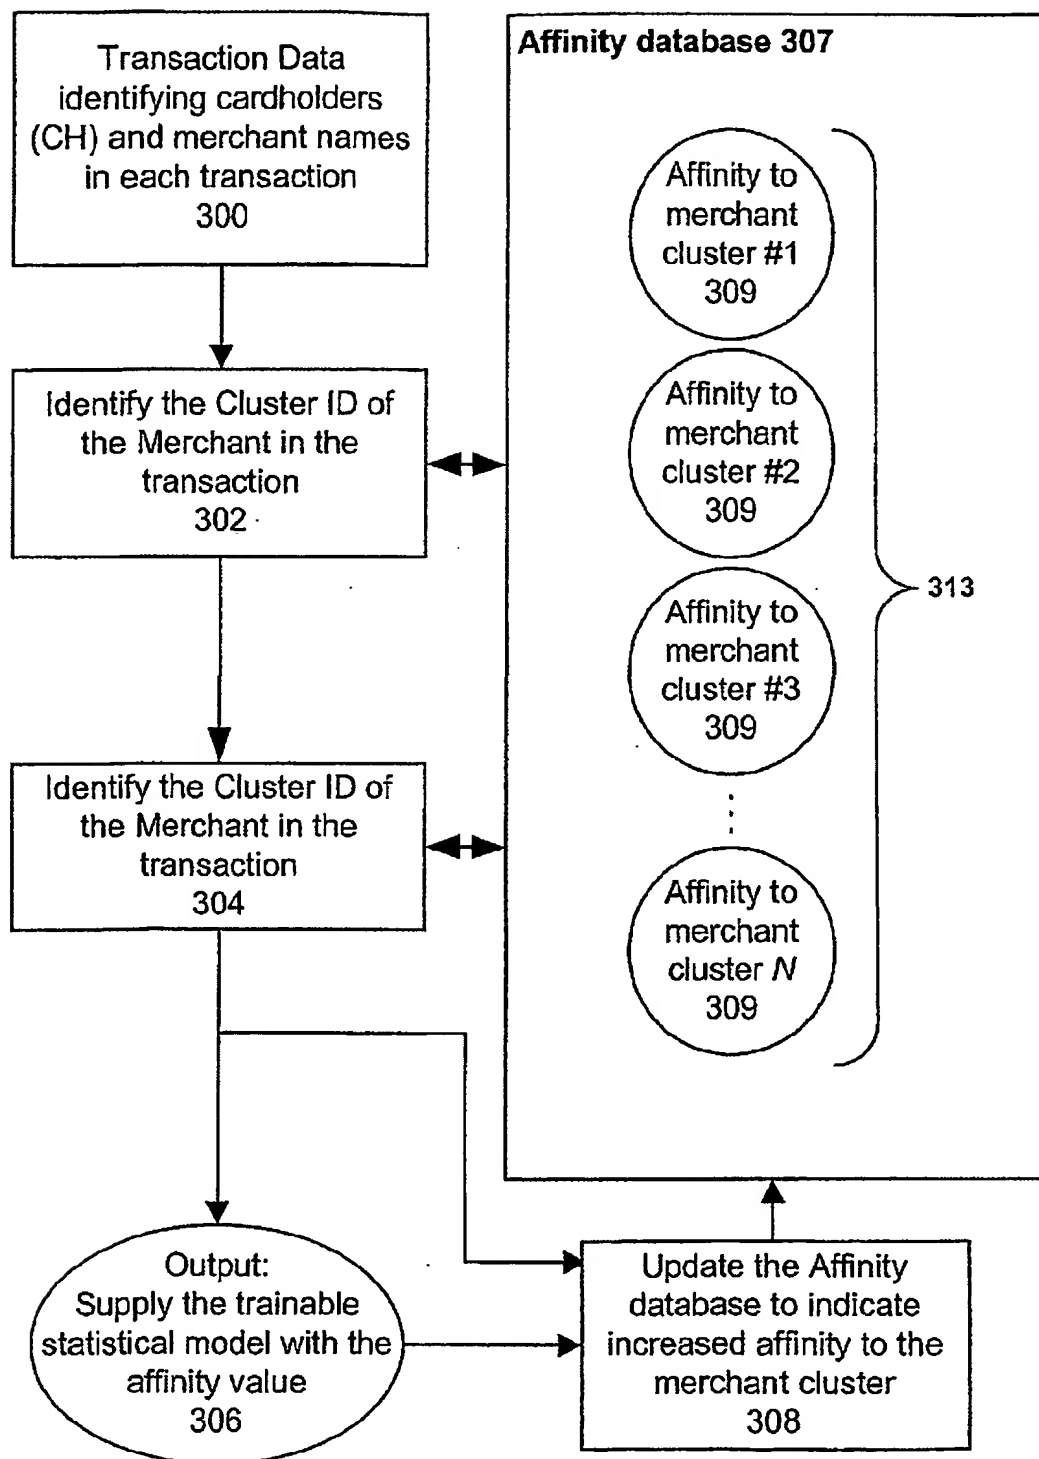 Transaction Data
identifying cardholders
(CH) and merchant names
in each transaction
300
Identify the Cluster ID of
the Merchant in the
transaction
302
Identify the Cluster ID of
the Merchant in the
transaction
304
Output:
Supply the trainable
statistical model with the
affinity value
306
Affinity database 307
Affinity to
merchant
cluster #1
309
Affinity to
merchant
cluster #2
309
Affinity to
merchant
cluster #3
309
Affinity to
merchant
cluster N
309
313
Update the Affinity
database to indicate
increased affinity to the
merchant cluster
308